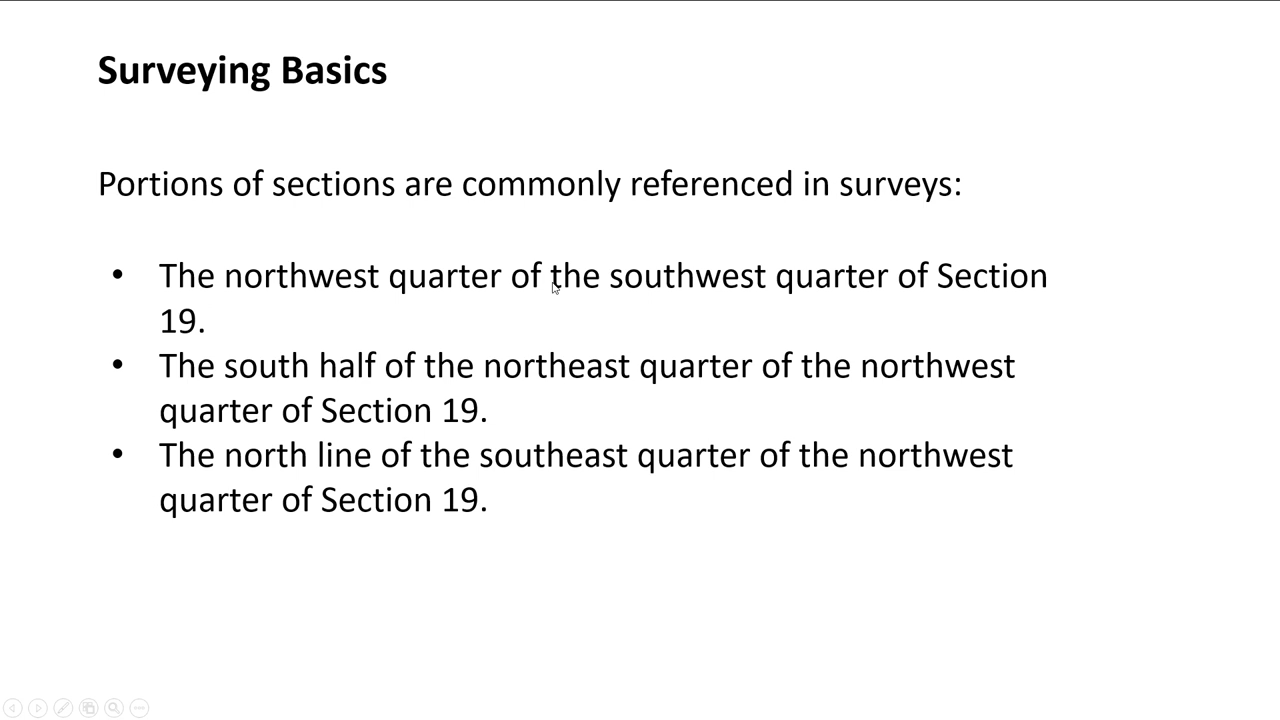 Surveying Basics
Portions of sections are commonly referenced in surveys:
• The northwest quarter of the southwest quarter of Section
19.
• The south half of the northeast quarter of the northwest
quarter of Section 19.
• The north line of the southeast quarter of the northwest
quarter of Section 19.